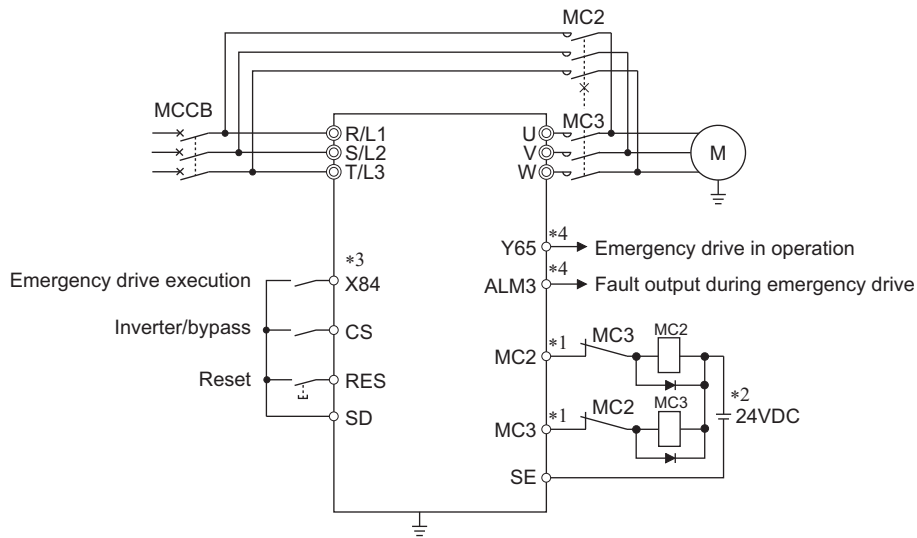 MC2
MCCB
R/L1
S/L2
T/L3
U
V
W
MC3
M
*3
Emergency drive execution
X84
Inverter/bypass
CS
Reset
RES
SD
Y65
*4
Emergency drive in operation
ALM3
*4
Fault output during emergency drive
MC2
*1
MC3
MC2
MC3
*1
MC2
MC3
*2
24VDC
SE